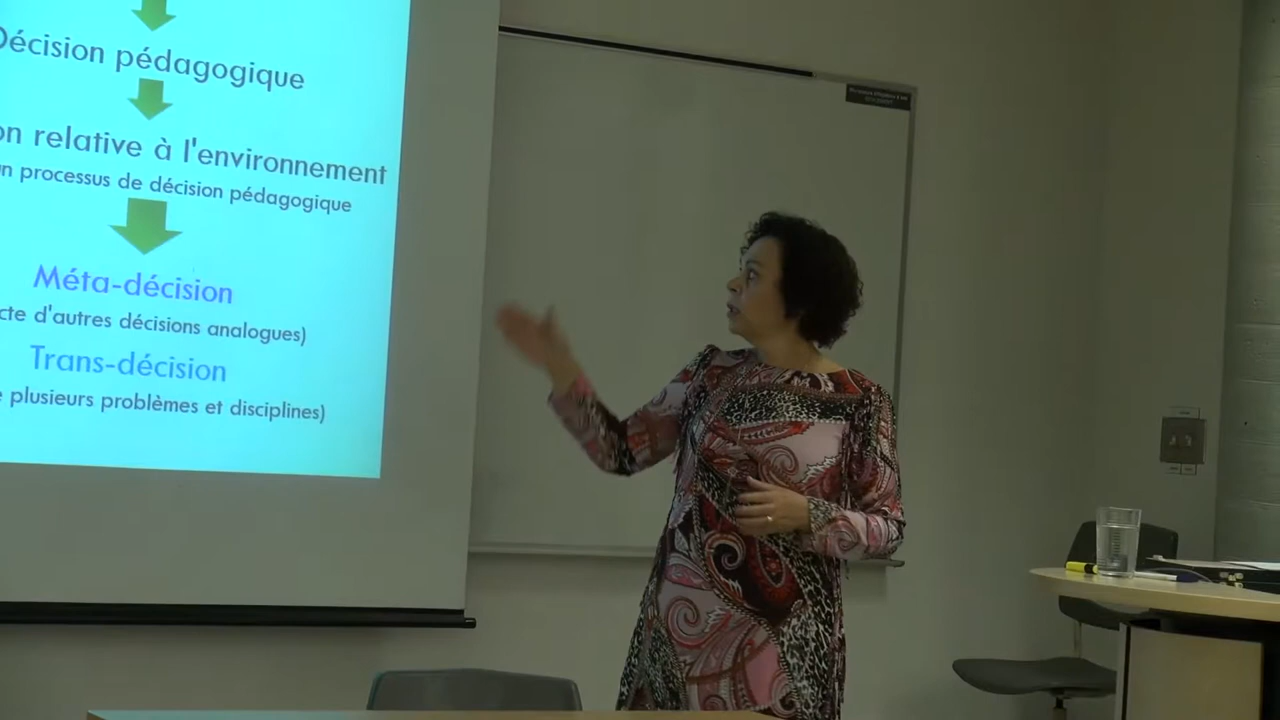 Décision pédagogique
on relative à l'environnement
un processus de décision pédagogique
Méta-décision
cte d'autres décisions analogues)
Trans-décision
e plusieurs problèmes et disciplines)